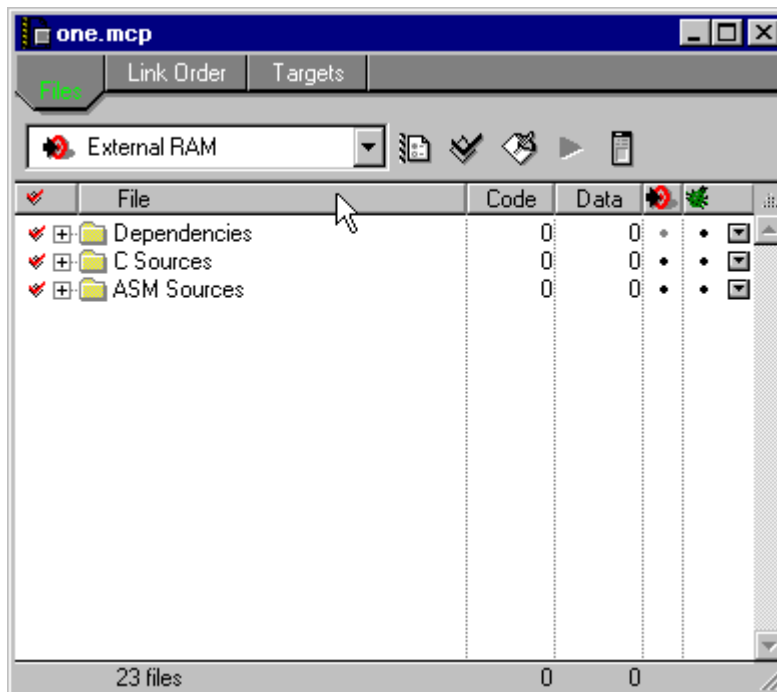 one.mcp
Files Link Order Targets
External RAM
File Code Data
Dependencies 0 0
C Sources 0 0
ASM Sources 0 0
23 files 0 0